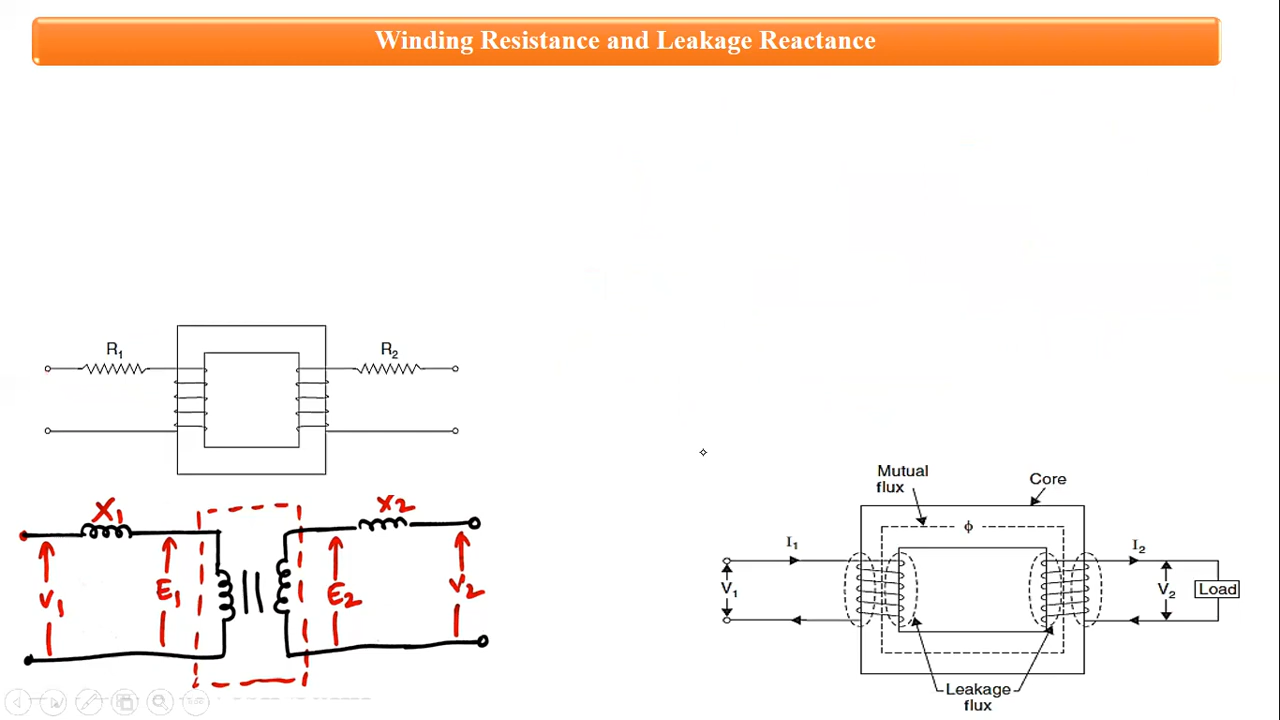 Winding Resistance and Leakage Reactance
R₁
R₂
X₁
X₂
V₁
E₁
E₂
V₂
Mutual
flux
Core
ϕ
I₁
I₂
V₁
V₂
Load
Leakage
flux